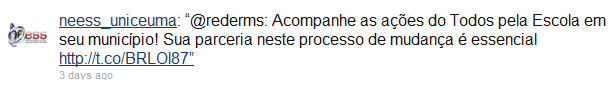 neess_uniceuma: “@rederms: Acompanhe as ações do Todos pela Escola em
seu município! Sua parceria neste processo de mudança é essencial
http://t.co/BRLOI87”
3 days ago